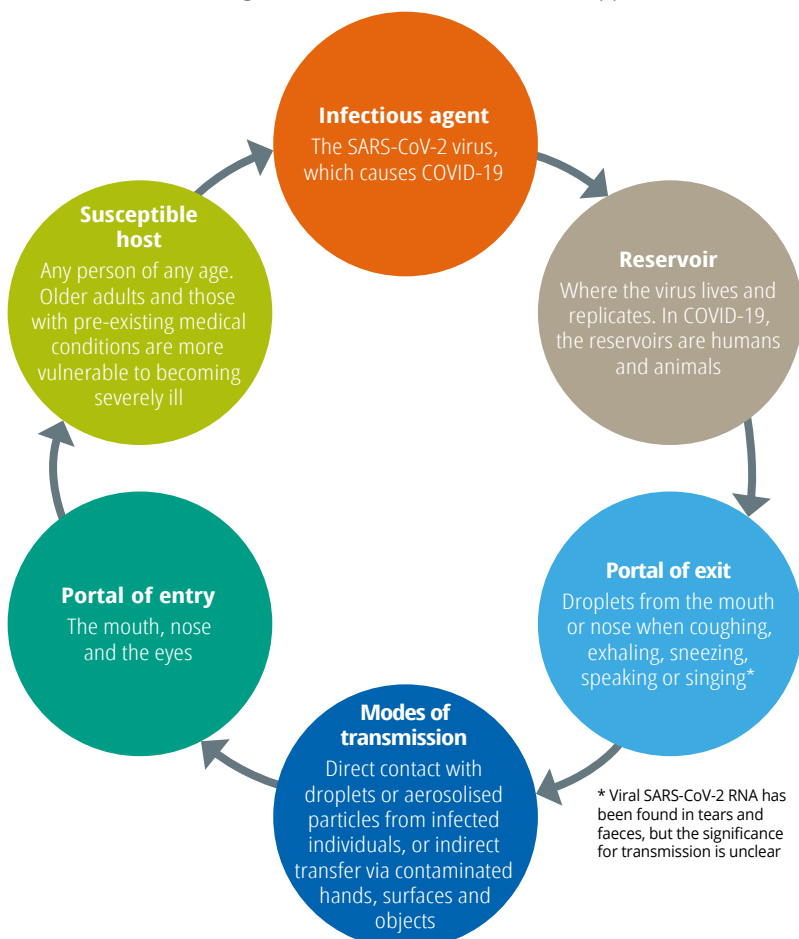 Infectious agent
The SARS-CoV-2 virus,
which causes COVID-19
Reservoir
Where the virus lives and
replicates. In COVID-19,
the reservoirs are humans
and animals
Portal of exit
Droplets from the mouth
or nose when coughing,
exhaling, sneezing,
speaking or singing*
* Viral SARS-CoV-2 RNA has
been found in tears and
faeces, but the significance
for transmission is unclear
Modes of
transmission
Direct contact with
droplets or aerosolised
particles from infected
individuals, or indirect
transfer via contaminated
hands, surfaces and
objects
Portal of entry
The mouth, nose
and the eyes
Susceptible
host
Any person of any age.
Older adults and those
with pre-existing medical
conditions are more
vulnerable to becoming
severely ill